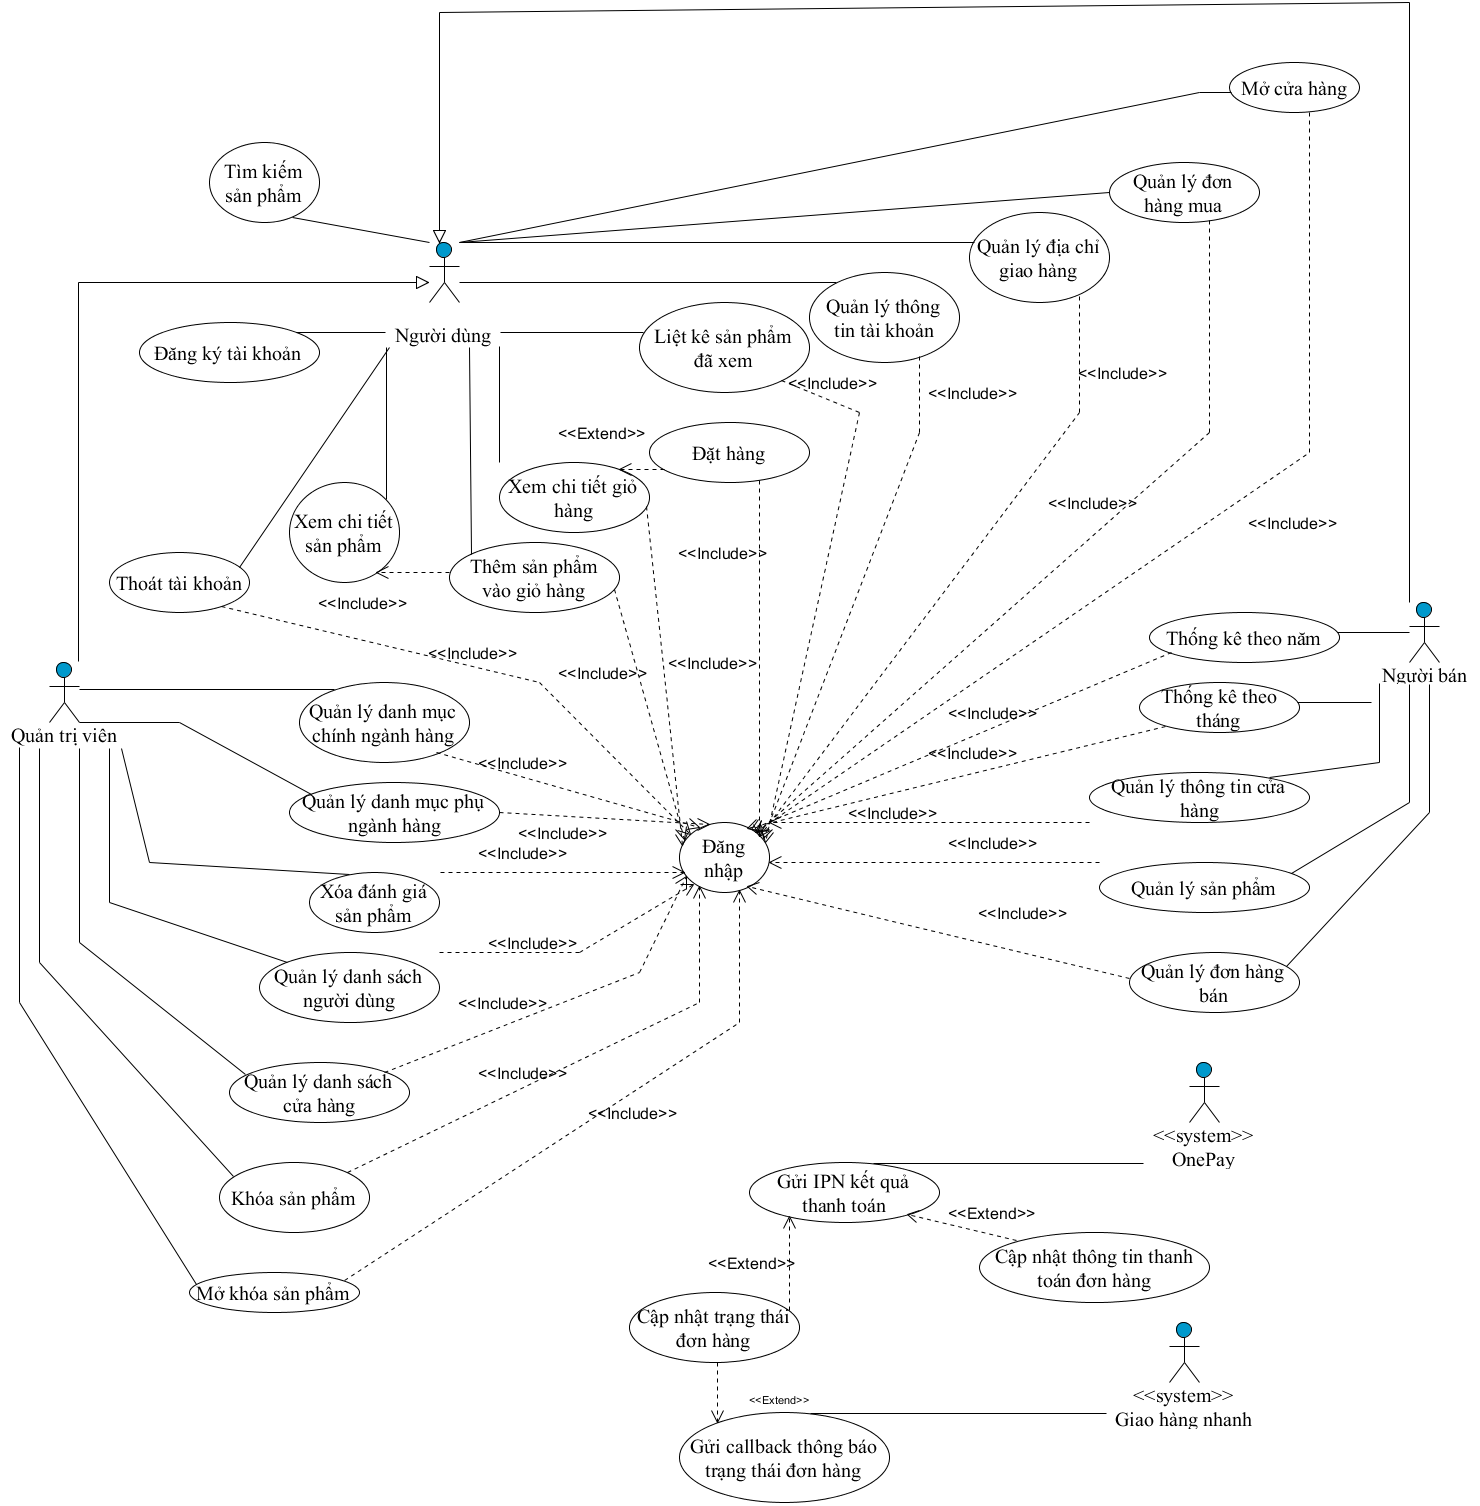 Mở cửa hàng
Tìm kiếm
sản phẩm
Quản lý đơn
hàng mua
Quản lý địa chỉ
giao hàng
Quản lý thông
tin tài khoản
Người dùng
Đăng ký tài khoản
Liệt kê sản phẩm
đã xem
<<Include>>
<<Include>>
<<Include>>
<<Extend>>
Đặt hàng
Xem chi tiết giỏ
hàng
<<Include>>
Xem chi tiết
sản phẩm
<<Include>>
<<Include>>
Thêm sản phẩm
vào giỏ hàng
Thoát tài khoản
<<Include>>
<<Include>>
<<Include>>
<<Include>>
Thống kê theo năm
Người bán
Thống kê theo
tháng
<<Include>>
<<Include>>
Quản trị viên
Quản lý danh mục
chính ngành hàng
<<Include>>
Quản lý thông tin cửa
hàng
<<Include>>
Quản lý danh mục phụ
ngành hàng
<<Include>>
<<Include>>
Đăng
nhập
<<Include>>
Quản lý sản phẩm
Xóa đánh giá
sản phẩm
<<Include>>
<<Include>>
Quản lý danh sách
người dùng
Quản lý đơn hàng
bán
<<Include>>
Quản lý danh sách
cửa hàng
<<Include>>
<<Include>>
<<system>>
OnePay
Khóa sản phẩm
Gửi IPN kết quả
thanh toán
<<Extend>>
<<Extend>>
Cập nhật thông tin thanh
toán đơn hàng
Mở khóa sản phẩm
Cập nhật trạng thái
đơn hàng
<<system>>
Giao hàng nhanh
<<Extend>>
Gửi callback thông báo
trạng thái đơn hàng